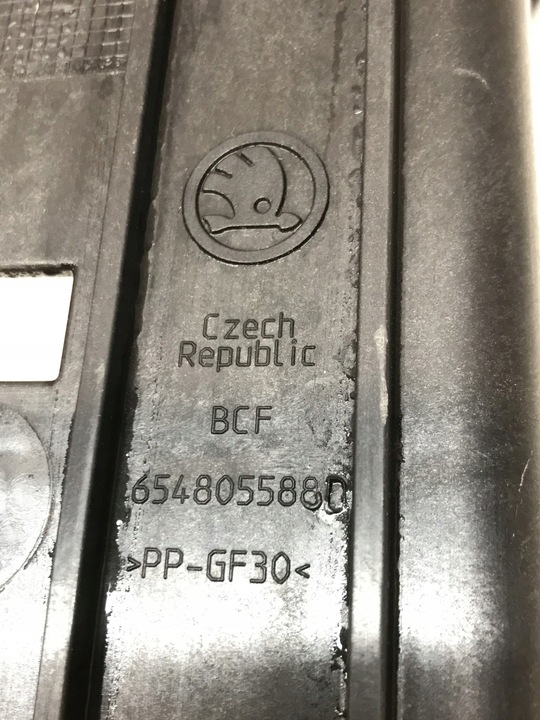 Czech
Republic
BCF
654805588D
>PP-GF30<